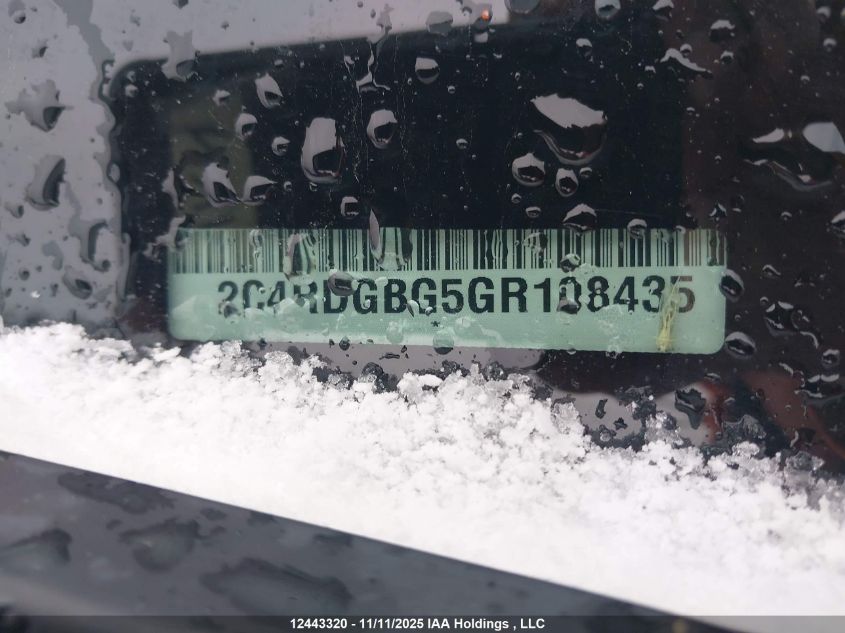 2C4RDGBG5GR108435
12443320 - 11/11/2025 IAA Holdings , LLC